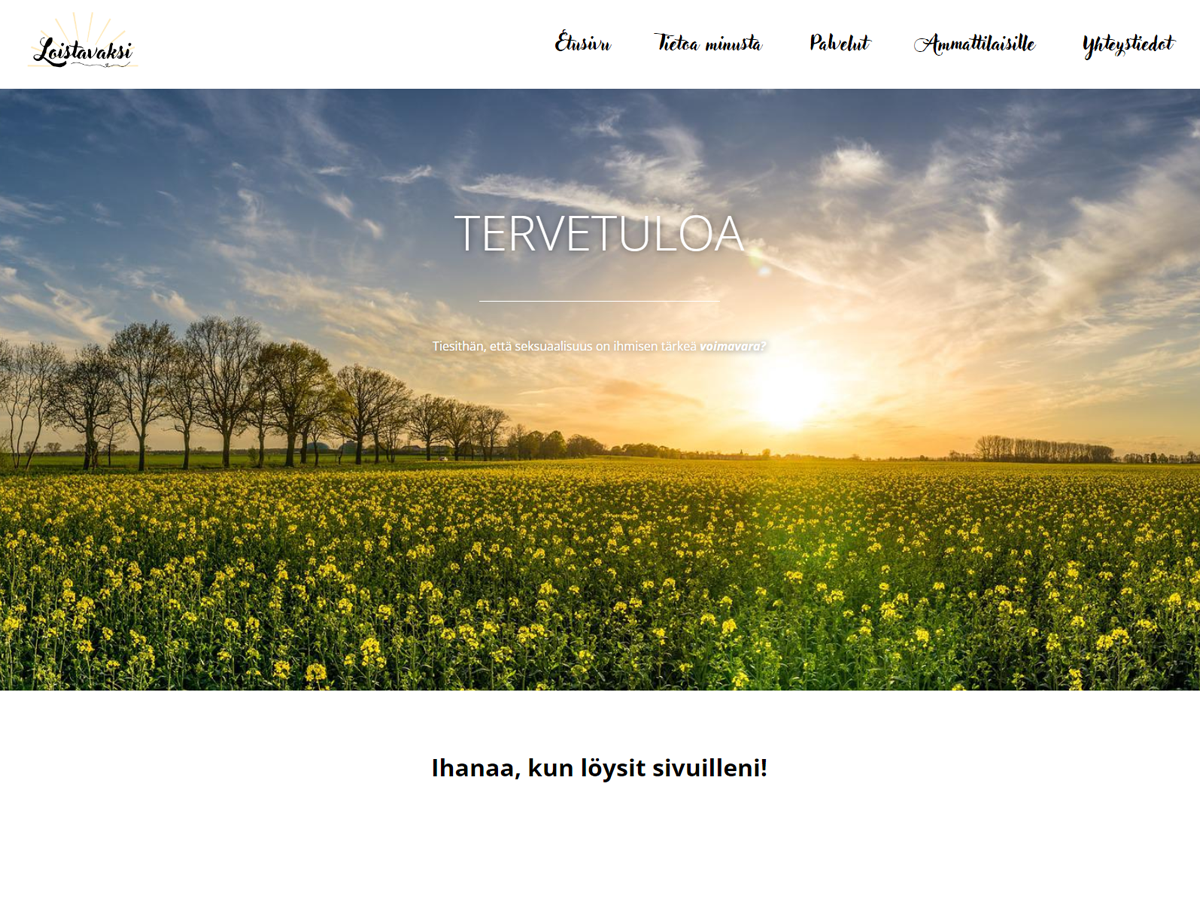 Loistavaksi
Etusivu
Tietoa minusta
Palvelut
Ammattilaisille
Yhteystiedot
TERVETULOA
Tiesithän, että seksuaalisuus on ihmisen tärkeä voimavara?
Ihanaa, kun löysit sivuilleni!